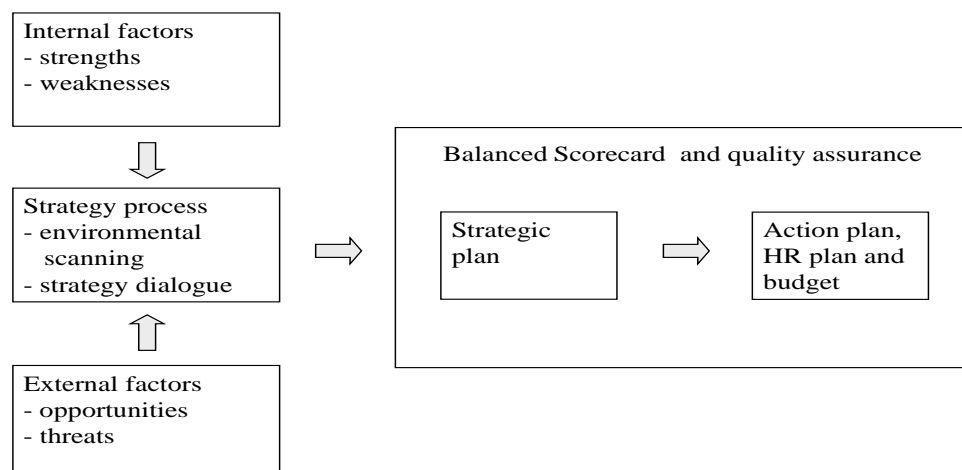 Internal factors
- strengths
- weaknesses
Strategy process
- environmental
scanning
- strategy dialogue
External factors
- opportunities
- threats
Balanced Scorecard and quality assurance
Strategic
plan
Action plan,
HR plan and
budget